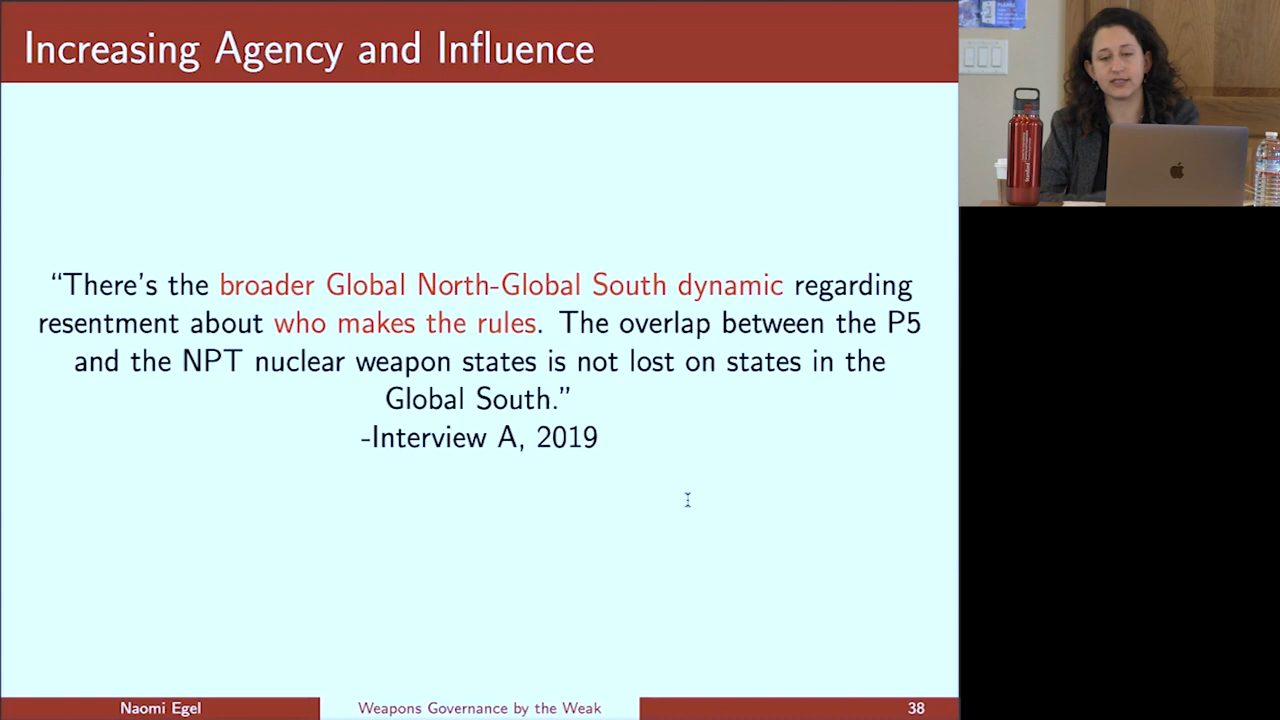 Increasing Agency and Influence
“There’s the broader Global North-Global South dynamic regarding
resentment about who makes the rules. The overlap between the P5
and the NPT nuclear weapon states is not lost on states in the
Global South.”
-Interview A, 2019
Naomi Egel
Weapons Governance by the Weak
38
Stanford